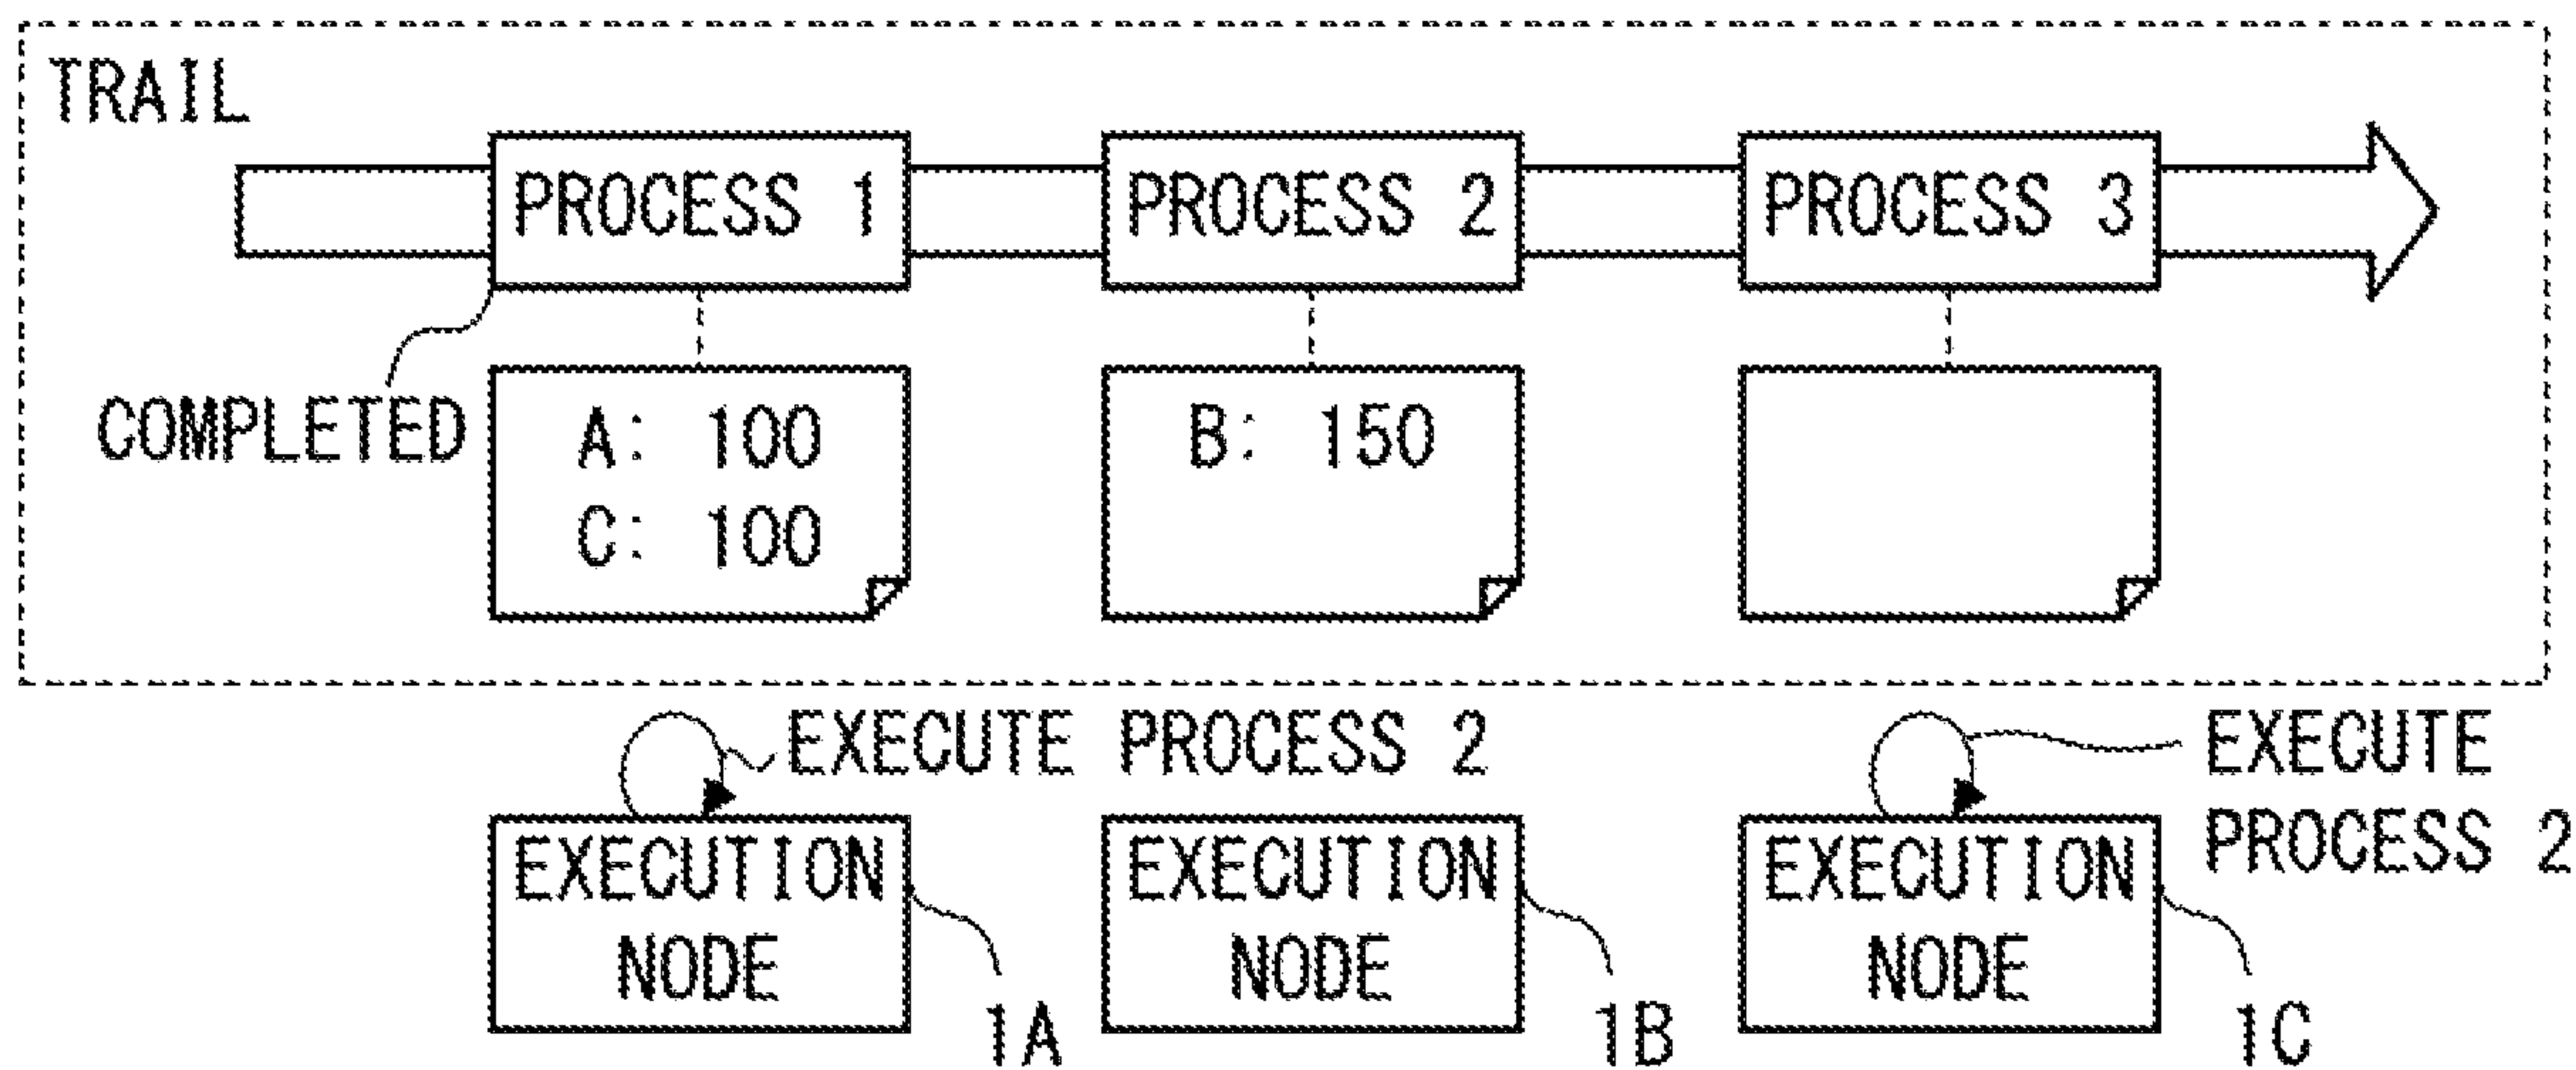 TRAIL
PROCESS 1
PROCESS 2
PROCESS 3
COMPLETED
A: 100
C: 100
B: 150
EXECUTE PROCESS 2
EXECUTE
PROCESS 2
EXECUTION
NODE
1A
EXECUTION
NODE
1B
EXECUTION
NODE
1C